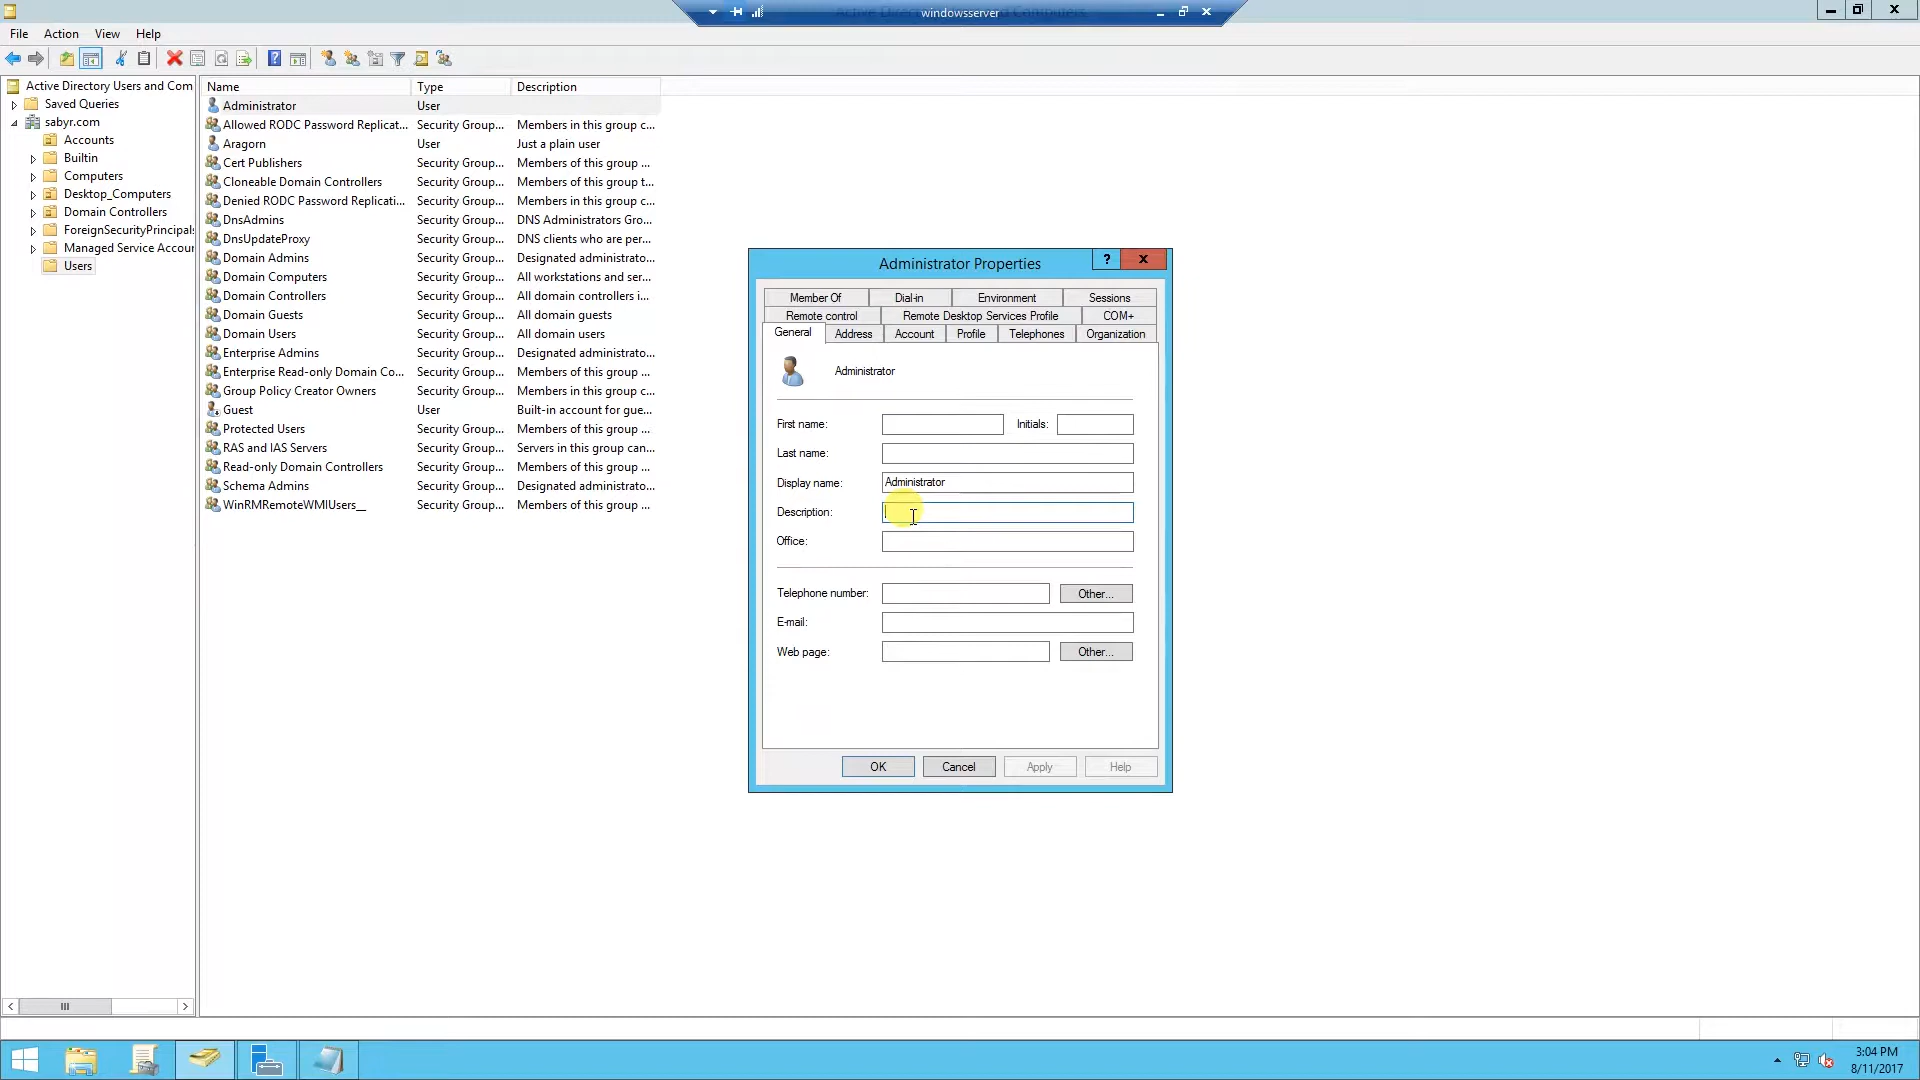 windowsserver
File Action View Help
Active Directory Users and Com
Saved Queries
sabyr.com
Accounts
Builtin
Computers
Desktop_Computers
Domain Controllers
ForeignSecurityPrincipals
Managed Service Accour
Users
Name Type Description
Administrator User
Allowed RODC Password Replicat... Security Group... Members in this group c...
Aragorn User Just a plain user
Cert Publishers Security Group... Members of this group ...
Cloneable Domain Controllers Security Group... Members of this group t...
Denied RODC Password Replicati... Security Group... Members in this group c...
DnsAdmins Security Group... DNS Administrators Gro...
DnsUpdateProxy Security Group... DNS clients who are per...
Domain Admins Security Group... Designated administrato...
Domain Computers Security Group... All workstations and ser...
Domain Controllers Security Group... All domain controllers i...
Domain Guests Security Group... All domain guests
Domain Users Security Group... All domain users
Enterprise Admins Security Group... Designated administrato...
Enterprise Read-only Domain Co... Security Group... Members of this group ...
Group Policy Creator Owners Security Group... Members in this group c...
Guest User Built-in account for gue...
Protected Users Security Group... Members of this group ...
RAS and IAS Servers Security Group... Servers in this group can...
Read-only Domain Controllers Security Group... Members of this group ...
Schema Admins Security Group... Designated administrato...
WinRMRemoteWMIUsers__ Security Group... Members of this group ...
Administrator Properties
Member Of Dial-in Environment Sessions
Remote control Remote Desktop Services Profile COM+
General Address Account Profile Telephones Organization
Administrator
First name: Initials:
Last name:
Display name: Administrator
Description:
Office:
Telephone number: Other...
E-mail:
Web page: Other...
OK Cancel Apply Help
3:04 PM
8/11/2017